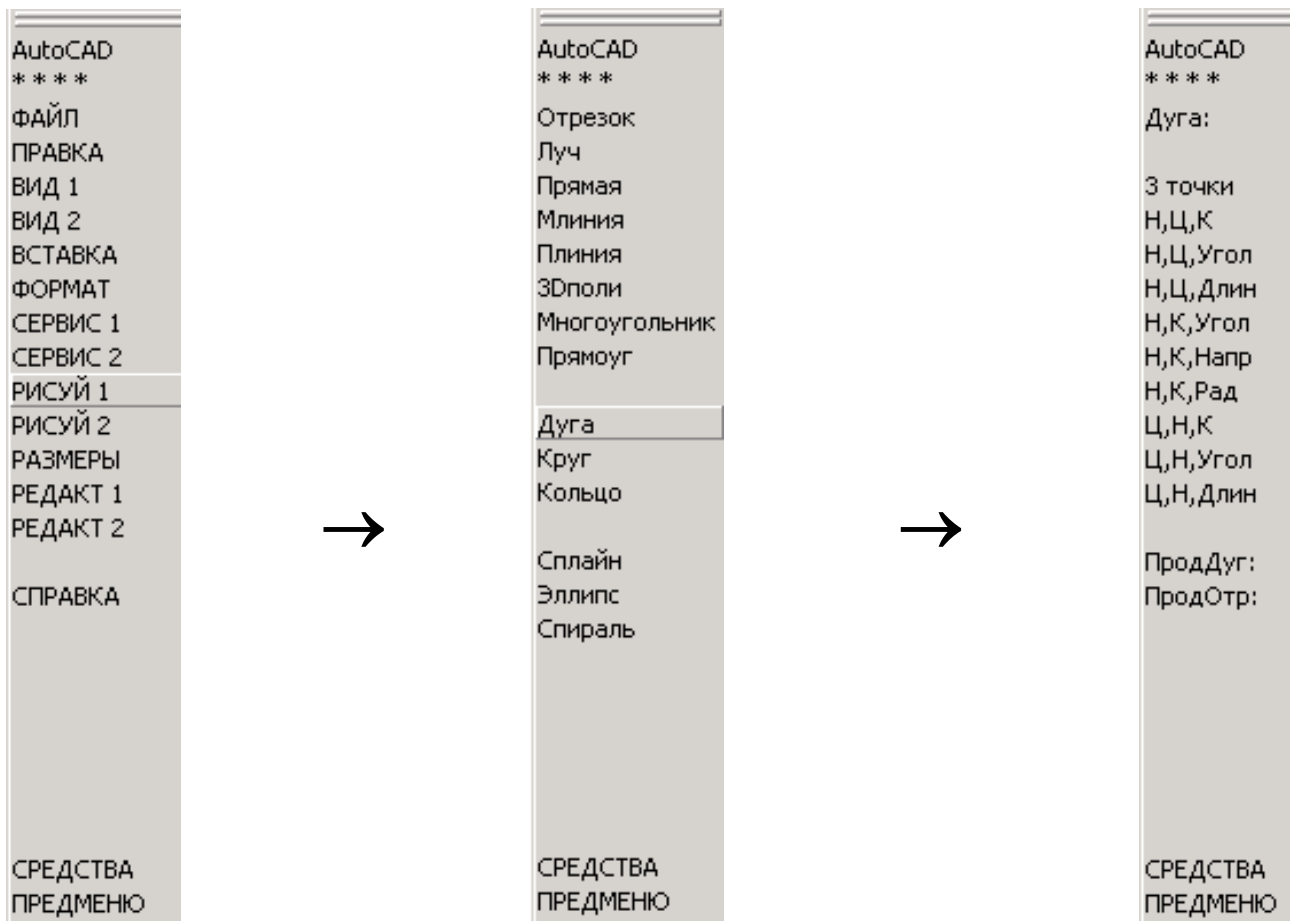 AutoCAD
* * * *
ФАЙЛ
ПРАВКА
ВИД 1
ВИД 2
ВСТАВКА
ФОРМАТ
СЕРВИС 1
СЕРВИС 2
РИСУЙ 1
РИСУЙ 2
РАЗМЕРЫ
РЕДАКТ 1
РЕДАКТ 2
СПРАВКА
СРЕДСТВА
ПРЕДМЕНЮ
→
AutoCAD
* * * *
Отрезок
Луч
Прямая
Млиния
Плиния
3Dполи
Многоугольник
Прямоуг
Дуга
Круг
Кольцо
Сплайн
Эллипс
Спираль
СРЕДСТВА
ПРЕДМЕНЮ
→
AutoCAD
* * * *
Дуга:
3 точки
Н,Ц,К
Н,Ц,Угол
Н,Ц,Длин
Н,К,Угол
Н,К,Напр
Н,К,Рад
Ц,Н,К
Ц,Н,Угол
Ц,Н,Длин
ПродДуг:
ПродОтр:
СРЕДСТВА
ПРЕДМЕНЮ